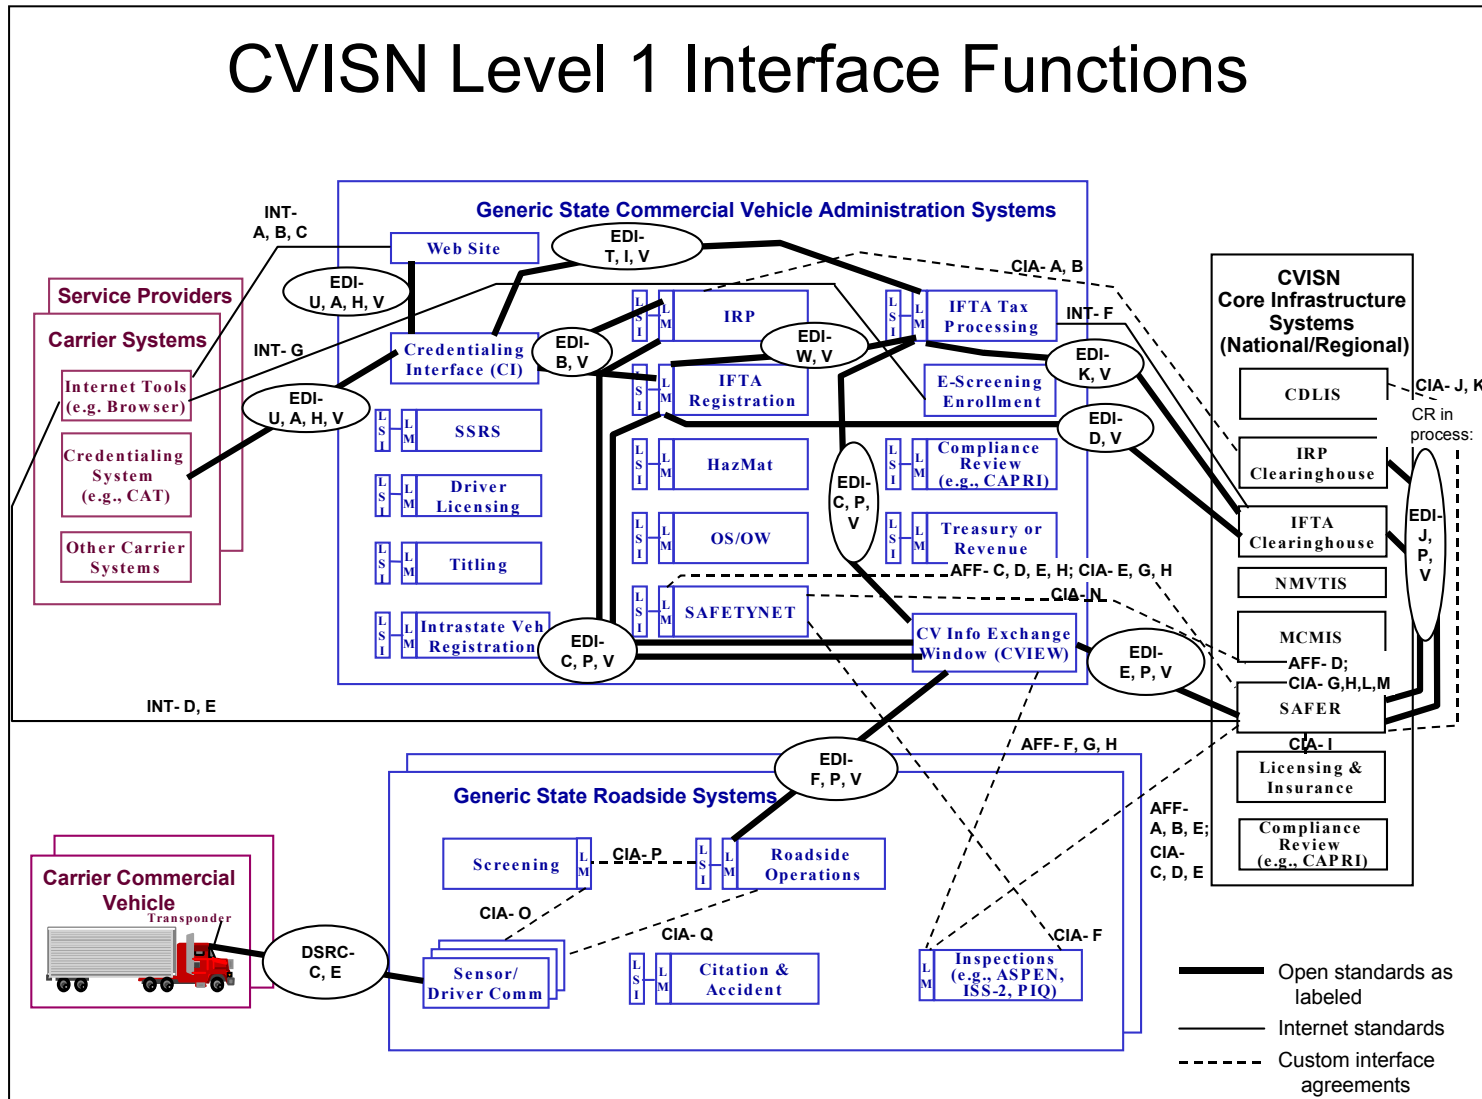 CVISN Level 1 Interface Functions
INT-
A, B, C
Generic State Commercial Vehicle Administration Systems
Web Site
EDI-
T, I, V
CIA- A, B
EDI-
U, A, H, V
Service Providers
Carrier Systems
Internet Tools
(e.g. Browser)
Credentialing
System
(e.g., CAT)
Other Carrier
Systems
INT- G
EDI-
U, A, H, V
Credentialing
Interface (CI)
EDI-
B, V
L
S
I
L
M
IRP
EDI-
W, V
L
S
I
L
M
IFTA Tax
Processing
INT- F
EDI-
K, V
L
S
I
L
M
IFTA
Registration
E-Screening
Enrollment
EDI-
D, V
L
S
I
L
M
SSRS
L
S
I
L
M
HazMat
EDI-
C, P,
V
L
S
I
L
M
Compliance
Review
(e.g., CAPRI)
L
S
I
L
M
Driver
Licensing
L
S
I
L
M
OS/OW
L
S
I
L
M
Treasury or
Revenue
L
S
I
L
M
Titling
AFF- C, D, E, H; CIA- E, G, H
CIA- N
L
S
I
L
M
SAFETYNET
L
S
I
L
M
Intrastate Veh
Registration
EDI-
C, P, V
CV Info Exchange
Window (CVIEW)
EDI-
E, P, V
CVISN
Core Infrastructure
Systems
(National/Regional)
CDLIS
CIA- J, K
CR in
process:
IRP
Clearinghouse
IFTA
Clearinghouse
EDI-
J,
P,
V
NMVTIS
MCMIS
AFF- D;
CIA- G,H,L,M
SAFER
CIA- I
Licensing &
Insurance
Compliance
Review
(e.g., CAPRI)
INT- D, E
AFF- F, G, H
EDI-
F, P, V
Generic State Roadside Systems
AFF-
A, B, E;
CIA-
C, D, E
Screening
L
M
CIA- P
L
S
I
L
M
Roadside
Operations
CIA- O
CIA- Q
CIA- F
Carrier Commercial
Vehicle
Transponder
DSRC-
C, E
Sensor/
Driver Comm
L
S
I
L
M
Citation &
Accident
L
M
Inspections
(e.g., ASPEN,
ISS-2, PIQ)
Open standards as
labeled
Internet standards
Custom interface
agreements